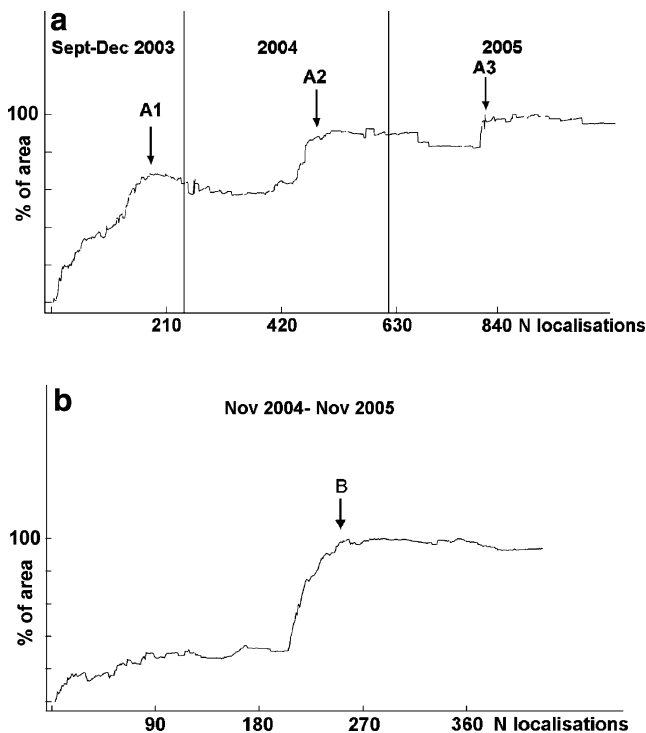 a
Sept-Dec 2003 2004 2005
A1 A2 A3
100
% of area
210 420 630 840 N localisations
b
Nov 2004- Nov 2005
B
100
% of area
90 180 270 360 N localisations